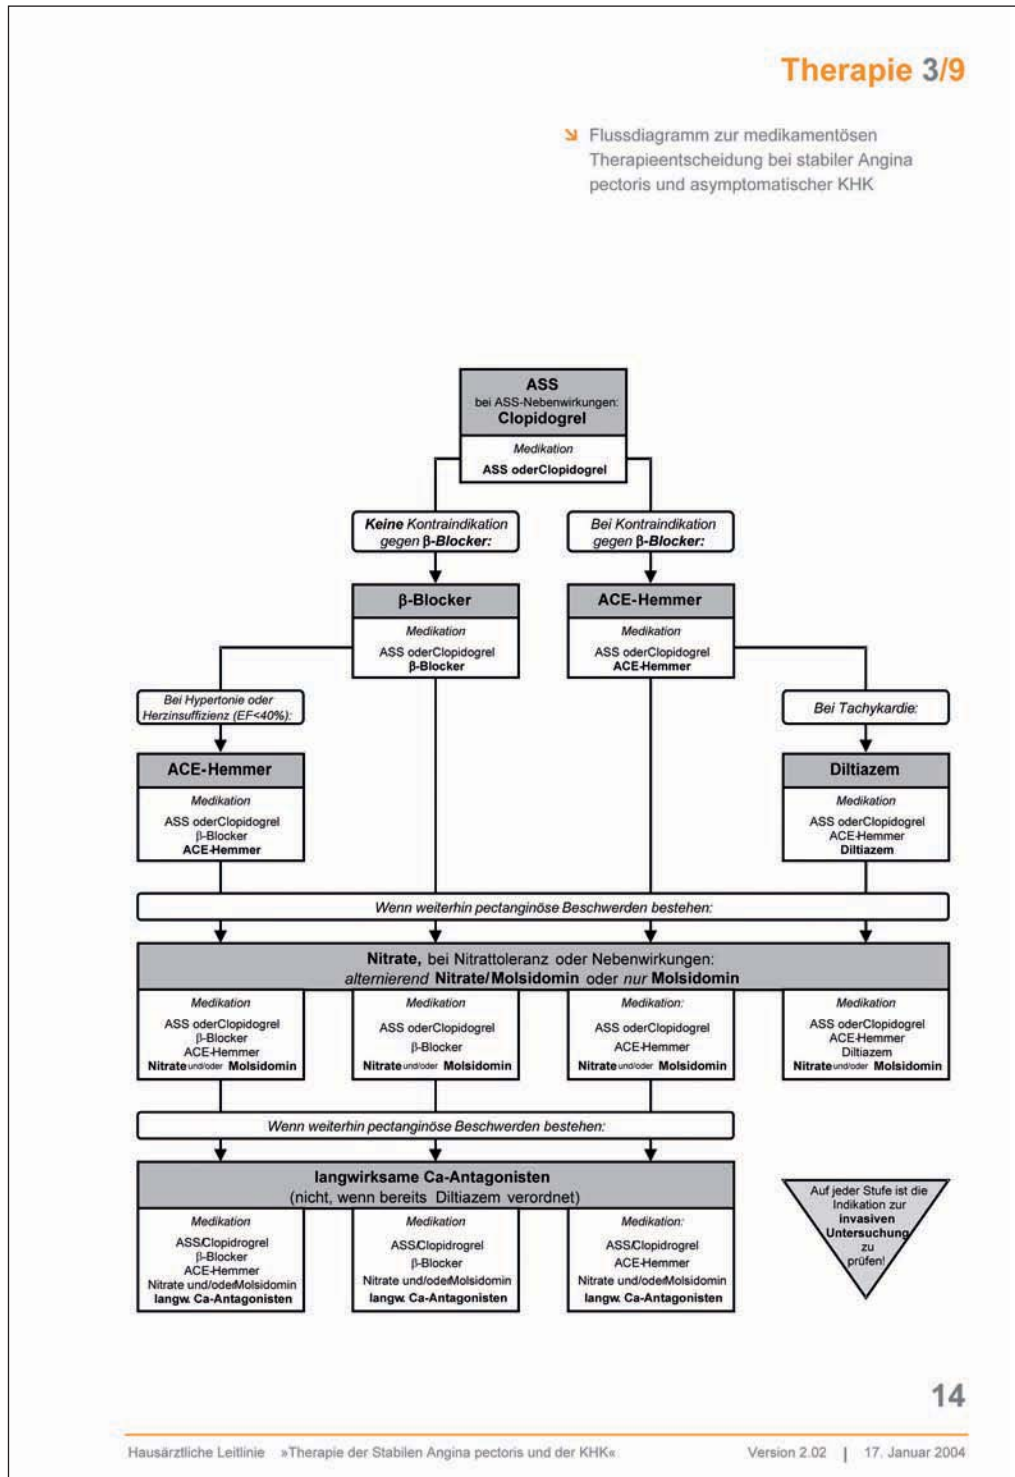 Therapie 3/9
Flussdiagramm zur medikamentösen
Therapieentscheidung bei stabiler Angina
pectoris und asymptomatischer KHK
ASS
bei ASS-Nebenwirkungen:
Clopidogrel
Medikation
ASS oderClopidogrel
Keine Kontraindikation
gegen β-Blocker:
Bei Kontraindikation
gegen β-Blocker:
β-Blocker
Medikation
ASS oderClopidogrel
β-Blocker
ACE-Hemmer
Medikation
ASS oderClopidogrel
ACE-Hemmer
Bei Hypertonie oder
Herzinsuffizienz (EF<40%):
Bei Tachykardie:
ACE-Hemmer
Medikation
ASS oderClopidogrel
β-Blocker
ACE-Hemmer
Diltiazem
Medikation
ASS oderClopidogrel
ACE-Hemmer
Diltiazem
Wenn weiterhin pectanginöse Beschwerden bestehen:
Nitrate, bei Nitrattoleranz oder Nebenwirkungen:
alternierend Nitrate/Molsidomin oder nur Molsidomin
Medikation
ASS oderClopidogrel
β-Blocker
ACE-Hemmer
Nitrate und/oder Molsidomin
Medikation
ASS oderClopidogrel
β-Blocker
Nitrate und/oder Molsidomin
Medikation:
ASS oderClopidogrel
ACE-Hemmer
Nitrate und/oder Molsidomin
Medikation
ASS oderClopidogrel
ACE-Hemmer
Diltiazem
Nitrate und/oder Molsidomin
Wenn weiterhin pectanginöse Beschwerden bestehen:
langwirksame Ca-Antagonisten
(nicht, wenn bereits Diltiazem verordnet)
Medikation
ASS/Clopidrogrel
β-Blocker
ACE-Hemmer
Nitrate und/oderMolsidomin
langw. Ca-Antagonisten
Medikation
ASS/Clopidrogrel
β-Blocker
Nitrate und/oderMolsidomin
langw. Ca-Antagonisten
Medikation:
ASS/Clopidrogrel
ACE-Hemmer
Nitrate und/oderMolsidomin
langw. Ca-Antagonisten
Auf jeder Stufe ist die
Indikation zur
invasiven
Untersuchung
zu
prüfen!
14
Hausärztliche Leitlinie »Therapie der Stabilen Angina pectoris und der KHK« Version 2.02 | 17. Januar 2004